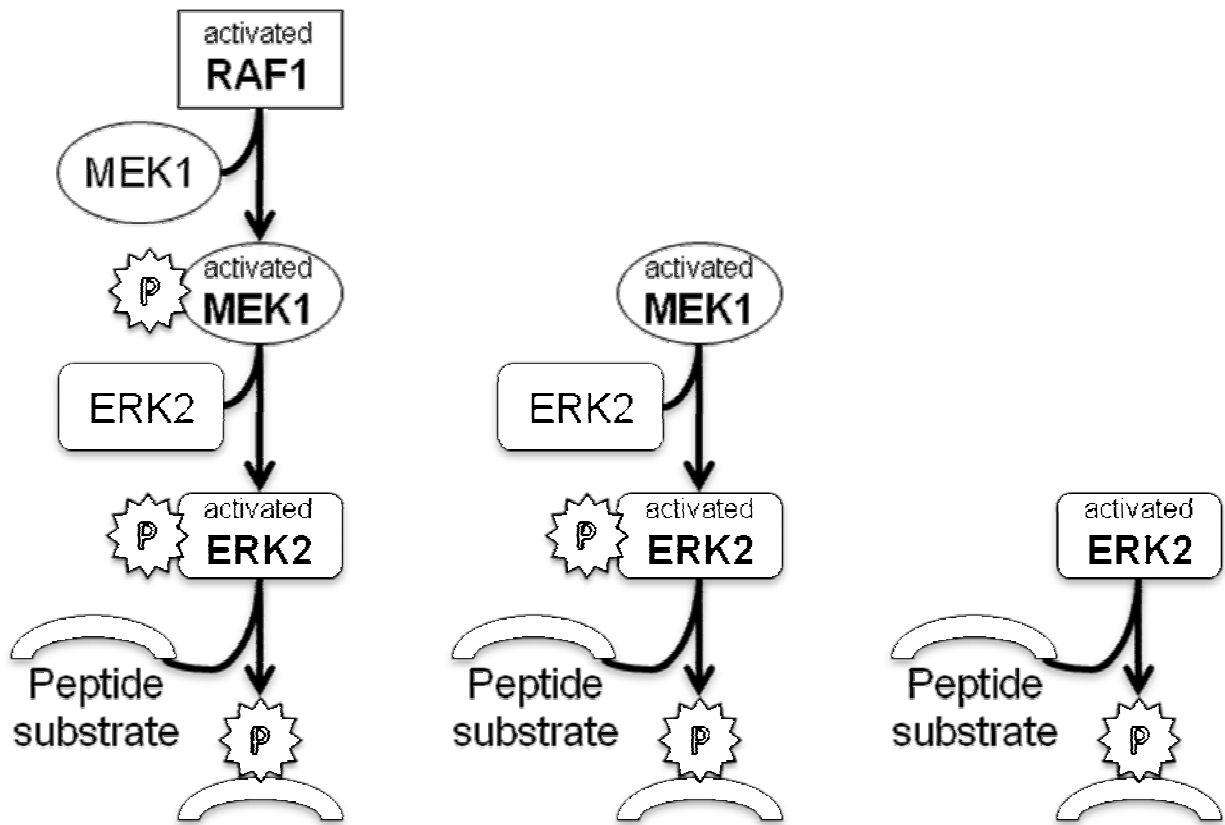 activated
RAF1
MEK1
P
activated
MEK1
ERK2
P
activated
ERK2
Peptide
substrate
P
activated
MEK1
ERK2
P
activated
ERK2
Peptide
substrate
P
activated
ERK2
Peptide
substrate
P